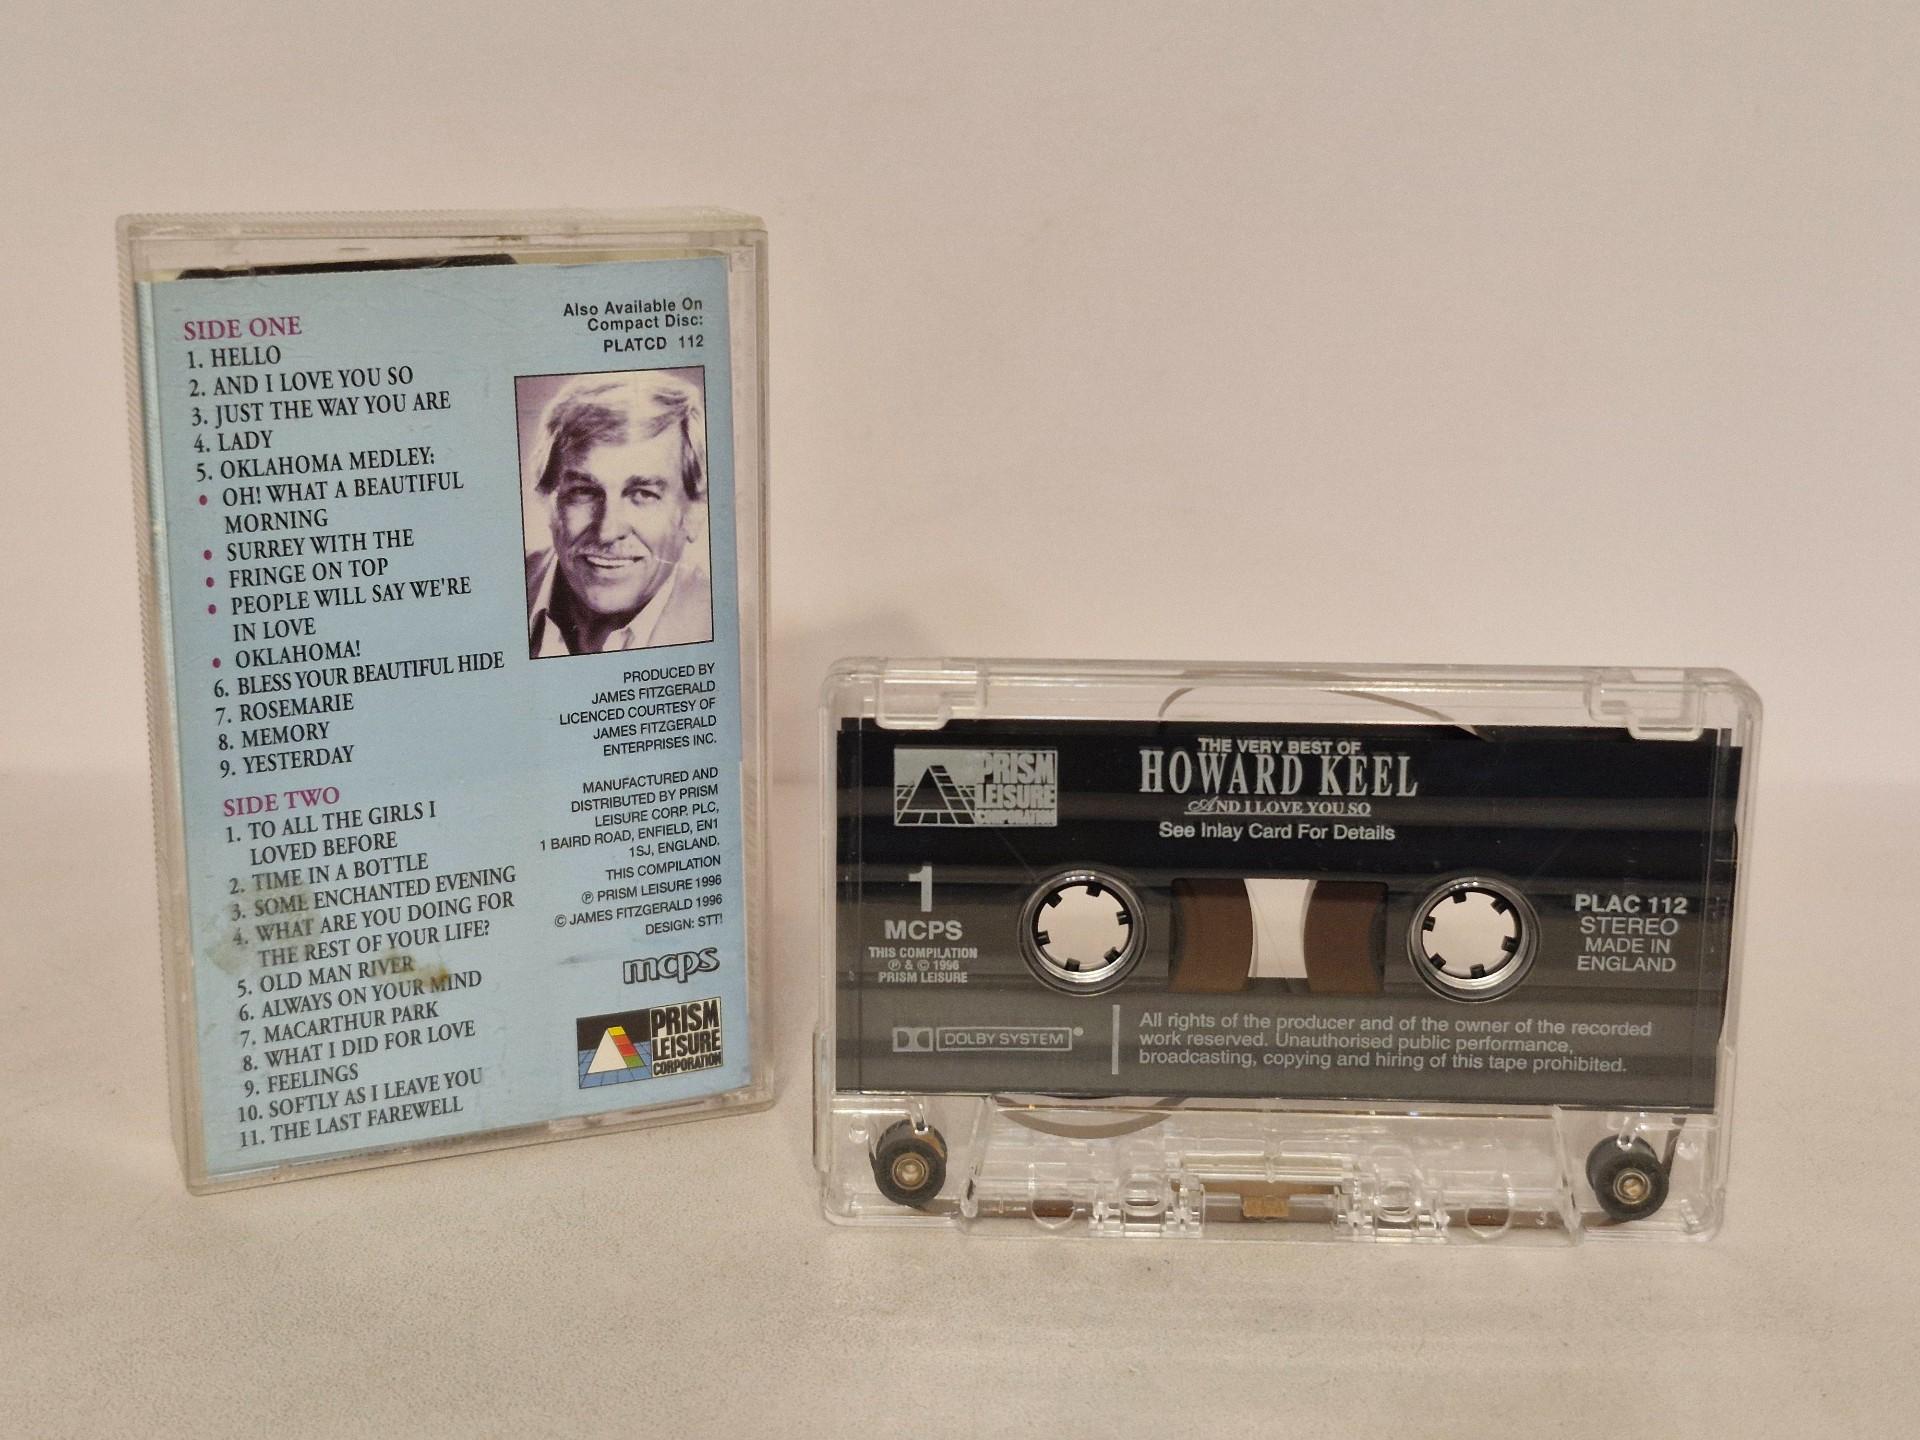 SIDE ONE
1. HELLO
2. AND I LOVE YOU SO
3. JUST THE WAY YOU ARE
4. LADY
5. OKLAHOMA MEDLEY:
• OH! WHAT A BEAUTIFUL
MORNING
• SURREY WITH THE
• FRINGE ON TOP
• PEOPLE WILL SAY WE'RE
IN LOVE
• OKLAHOMA!
6. BLESS YOUR BEAUTIFUL HIDE
7. ROSEMARIE
8. MEMORY
9. YESTERDAY
SIDE TWO
1. TO ALL THE GIRLS I
LOVED BEFORE
2. TIME IN A BOTTLE
3. SOME ENCHANTED EVENING
4. WHAT ARE YOU DOING FOR
THE REST OF YOUR LIFE?
5. OLD MAN RIVER
6. ALWAYS ON YOUR MIND
7. MACARTHUR PARK
8. WHAT I DID FOR LOVE
9. FEELINGS
10. SOFTLY AS I LEAVE YOU
11. THE LAST FAREWELL
Also Available On
Compact Disc:
PLATCD 112
PRODUCED BY
JAMES FITZGERALD
LICENCED COURTESY OF
JAMES FITZGERALD
ENTERPRISES INC.
MANUFACTURED AND
DISTRIBUTED BY PRISM
LEISURE CORP. PLC,
1 BAIRD ROAD, ENFIELD, EN1
1SJ, ENGLAND.
THIS COMPILATION
℗ PRISM LEISURE 1996
© JAMES FITZGERALD 1996
DESIGN: STT!
mcps
PRISM
LEISURE
CORPORATION
PRISM
LEISURE
CORPORATION
THE VERY BEST OF
HOWARD KEEL
AND I LOVE YOU SO
See Inlay Card For Details
1
MCPS
THIS COMPILATION
℗ & © 1996
PRISM LEISURE
PLAC 112
STEREO
MADE IN
ENGLAND
DOLBY SYSTEM
All rights of the producer and of the owner of the recorded
work reserved. Unauthorised public performance,
broadcasting, copying and hiring of this tape prohibited.